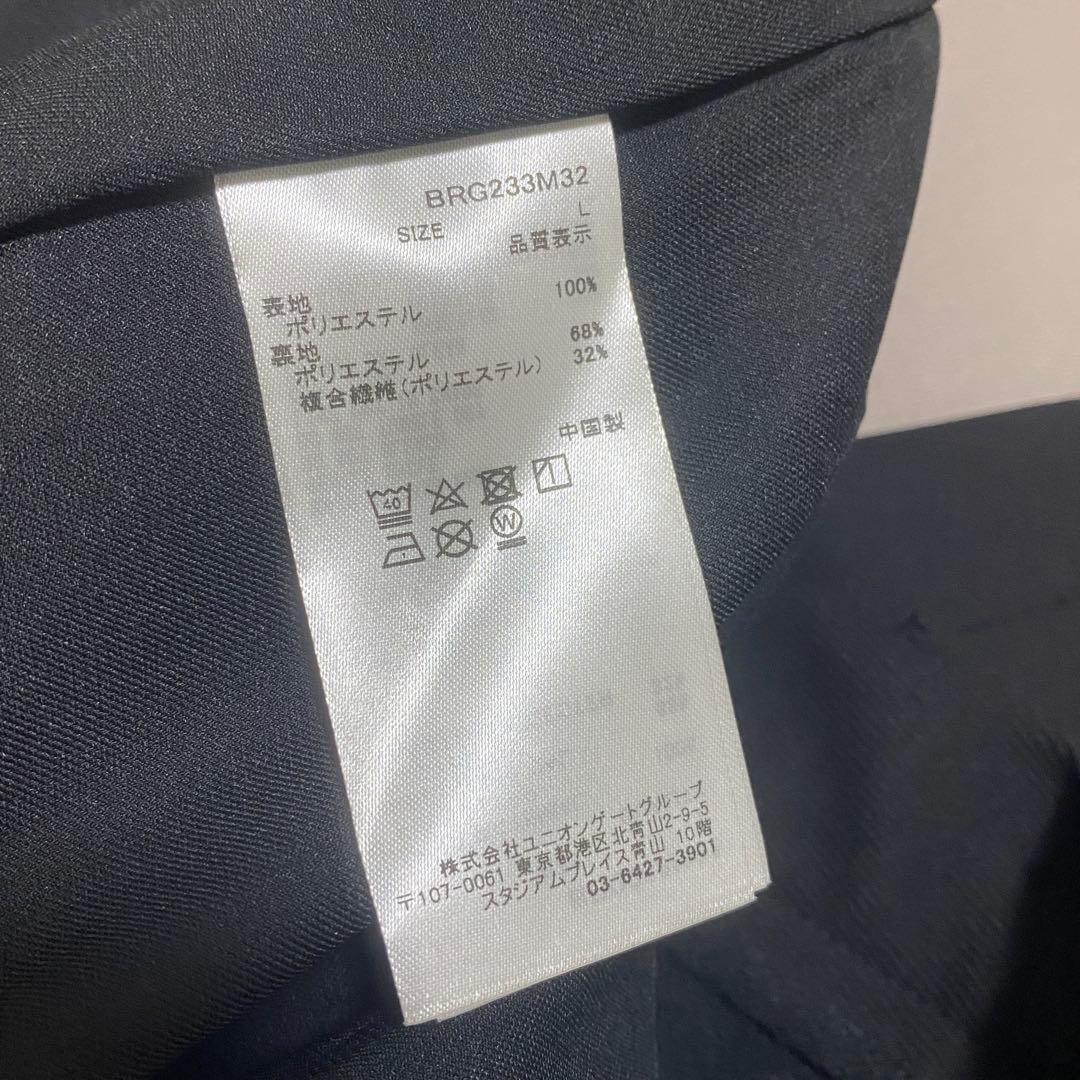 BRG233M32
SIZE L
品質表示
表地
ポリエステル 100%
裏地
ポリエステル 68%
複合繊維(ポリエステル) 32%
中国製
40
W
株式会社ユニオンゲートグループ
〒107-0061 東京都港区北青山2-9-5
スタジアムプレイス青山 10階
03-6427-3901